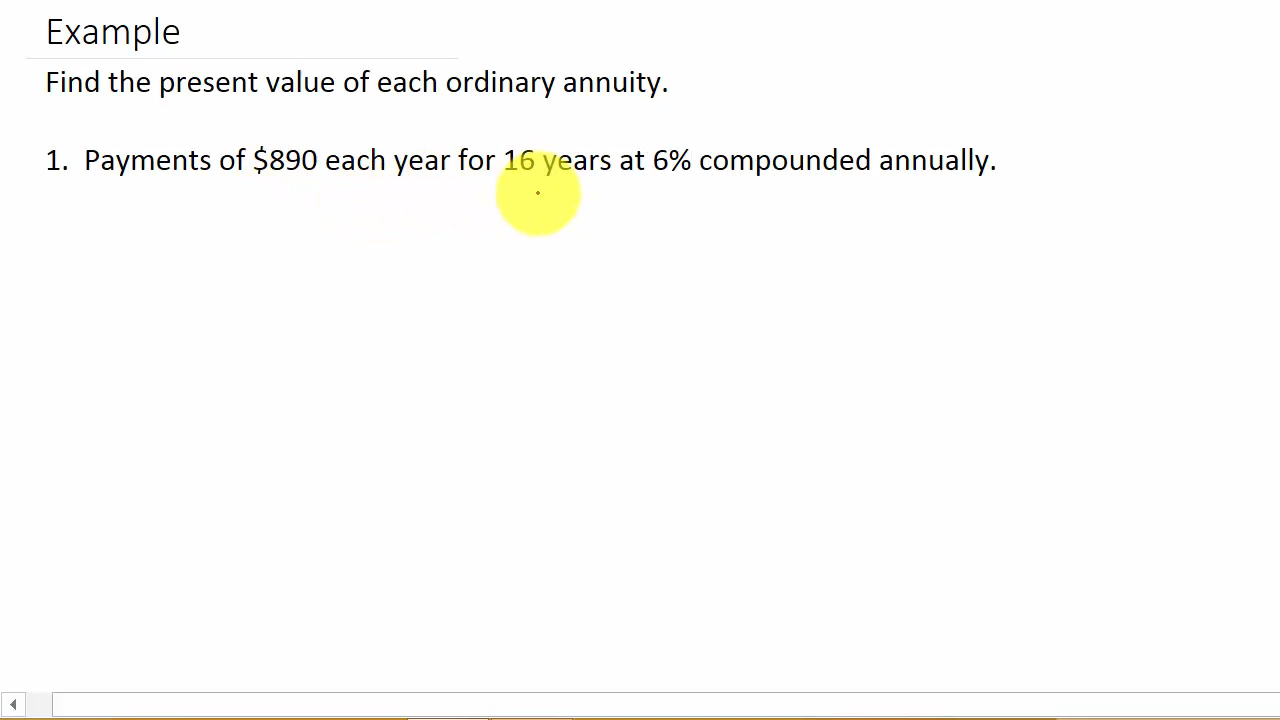 Example
Find the present value of each ordinary annuity.
1. Payments of $890 each year for 16 years at 6% compounded annually.